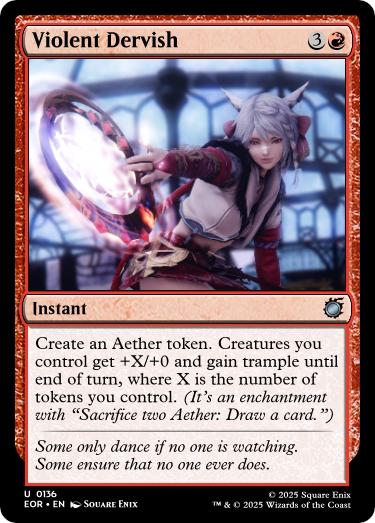 Violent Dervish 3
Instant
Create an Aether token. Creatures you
control get +X/+0 and gain trample until
end of turn, where X is the number of
tokens you control. (It's an enchantment
with “Sacrifice two Aether: Draw a card.”)
Some only dance if no one is watching.
Some ensure that no one ever does.
U 0136
EOR • EN Square Enix
© 2025 Square Enix
™ & © 2025 Wizards of the Coast